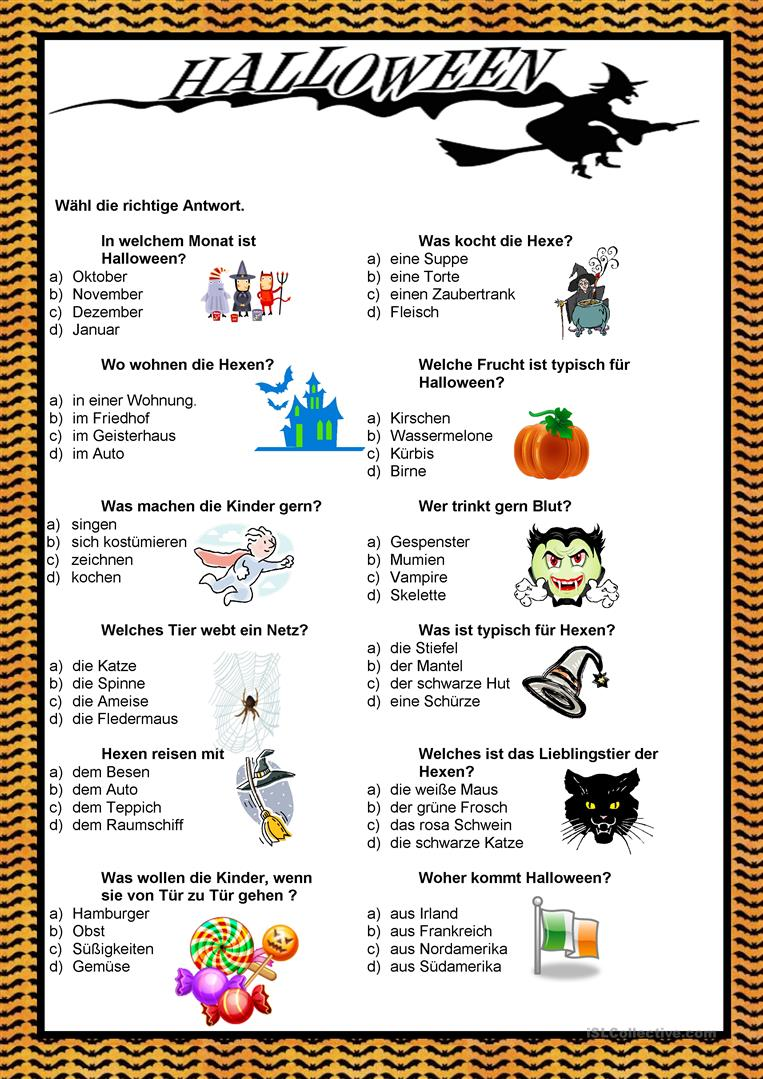 HALLOWEEN
Wähl die richtige Antwort.
In welchem Monat ist
Halloween?
a) Oktober
b) November
c) Dezember
d) Januar
Wo wohnen die Hexen?
a) in einer Wohnung.
b) im Friedhof
c) im Geisterhaus
d) im Auto
Was machen die Kinder gern?
a) singen
b) sich kostümieren
c) zeichnen
d) kochen
Welches Tier webt ein Netz?
a) die Katze
b) die Spinne
c) die Ameise
d) die Fledermaus
Hexen reisen mit
a) dem Besen
b) dem Auto
c) dem Teppich
d) dem Raumschiff
Was wollen die Kinder, wenn
sie von Tür zu Tür gehen ?
a) Hamburger
b) Obst
c) Süßigkeiten
d) Gemüse
Was kocht die Hexe?
a) eine Suppe
b) eine Torte
c) einen Zaubertrank
d) Fleisch
Welche Frucht ist typisch für
Halloween?
a) Kirschen
b) Wassermelone
c) Kürbis
d) Birne
Wer trinkt gern Blut?
a) Gespenster
b) Mumien
c) Vampire
d) Skelette
Was ist typisch für Hexen?
a) die Stiefel
b) der Mantel
c) der schwarze Hut
d) eine Schürze
Welches ist das Lieblingstier der
Hexen?
a) die weiße Maus
b) der grüne Frosch
c) das rosa Schwein
d) die schwarze Katze
Woher kommt Halloween?
a) aus Irland
b) aus Frankreich
c) aus Nordamerika
d) aus Südamerika
iSLCollective.com